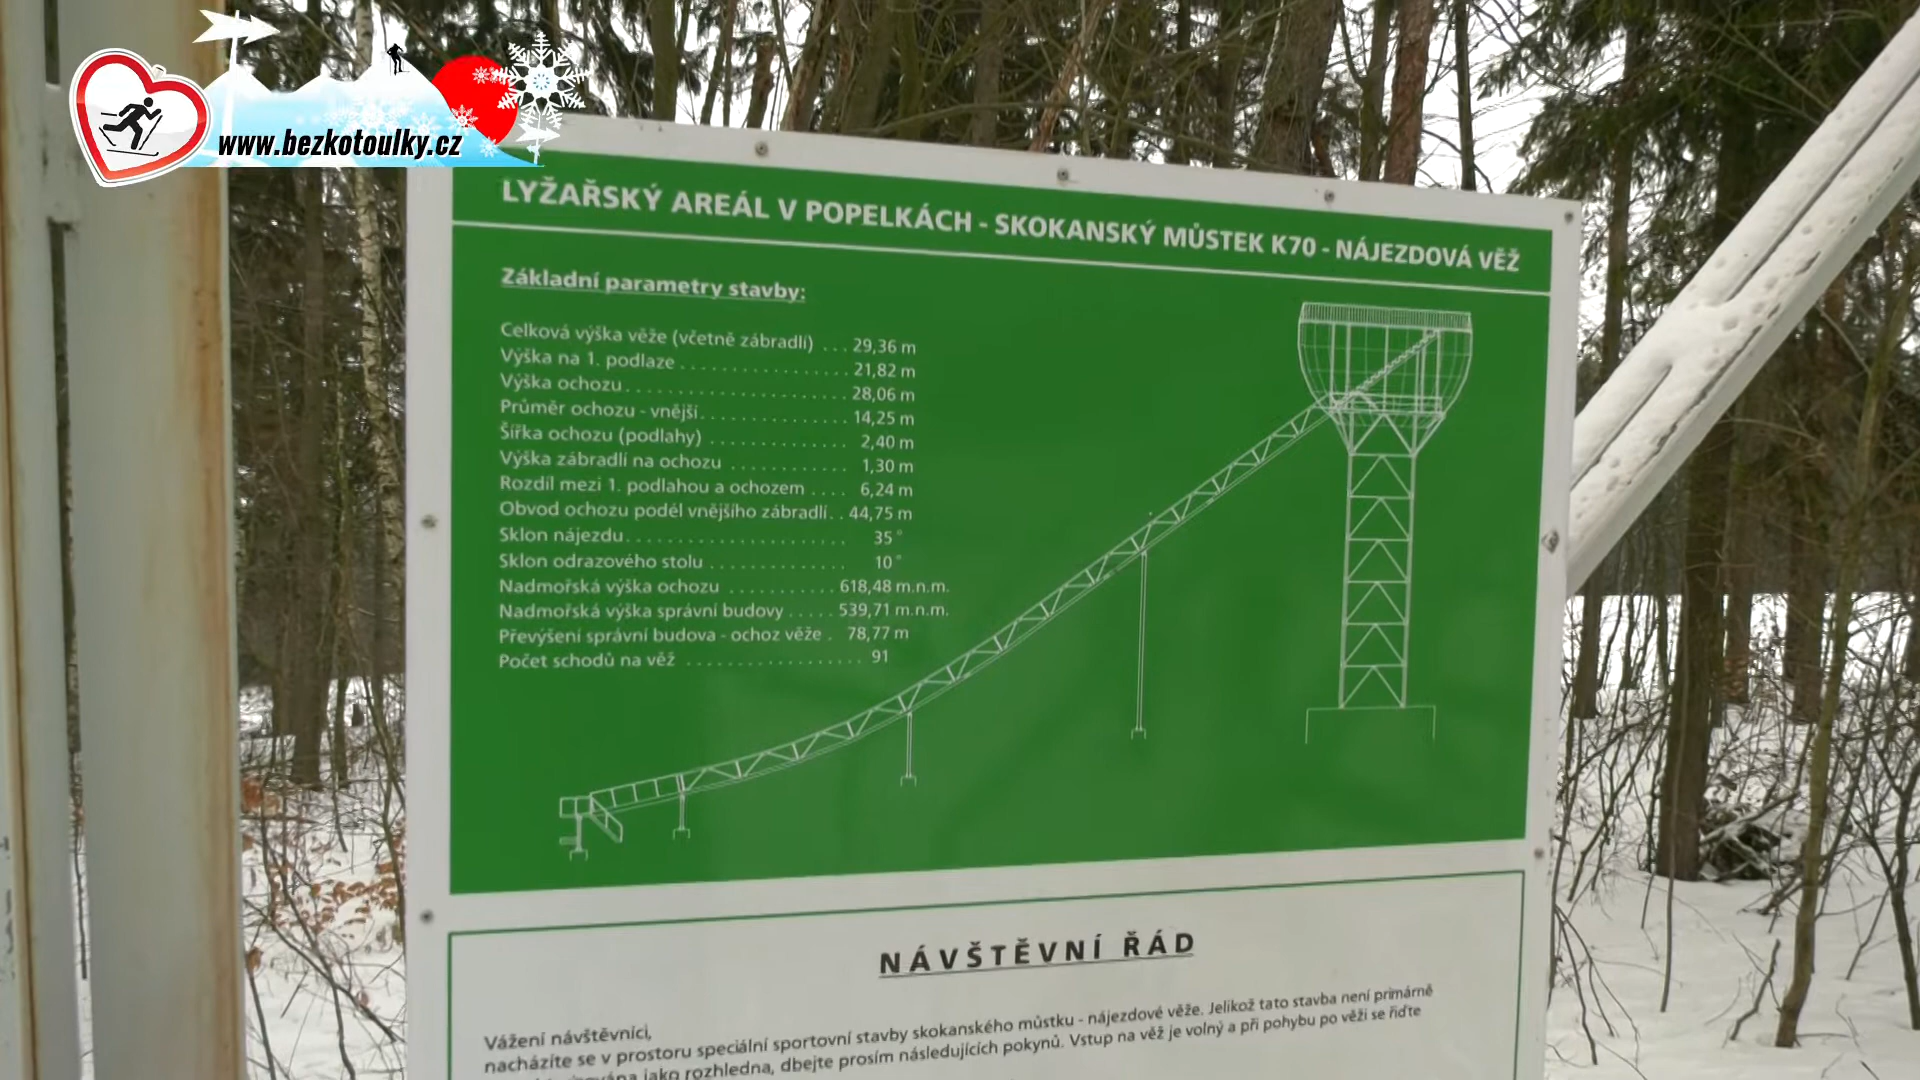 www.bezkotoulky.cz
LYŽAŘSKÝ AREÁL V POPELKÁCH - SKOKANSKÝ MŮSTEK K70 - NÁJEZDOVÁ VĚŽ
Základní parametry stavby:
Celková výška věže (včetně zábradlí) ... 29,36 m
Výška na 1. podlaze ................. 21,82 m
Výška ochozu ....................... 28,06 m
Průměr ochozu - vnější ............... 14,25 m
Šířka ochozu (podlahy) .............. 2,40 m
Výška zábradlí na ochozu ............ 1,30 m
Rozdíl mezi 1. podlahou a ochozem .... 6,24 m
Obvod ochozu podél vnějšího zábradlí.. 44,75 m
Sklon nájezdu ....................... 35°
Sklon odrazového stolu .............. 10°
Nadmořská výška ochozu ........... 618,48 m.n.m.
Nadmořská výška správní budovy ..... 539,71 m.n.m.
Převýšení správní budova - ochoz věže . 78,77 m
Počet schodů na věž .................. 91
NÁVŠTĚVNÍ ŘÁD
Vážení návštěvníci,
nacházíte se v prostoru speciální sportovní stavby skokanského můstku - nájezdové věže. Jelikož tato stavba není primárně
jako rozhledna, dbejte prosím následujících pokynů. Vstup na věž je volný a při pohybu po věži se řiďte